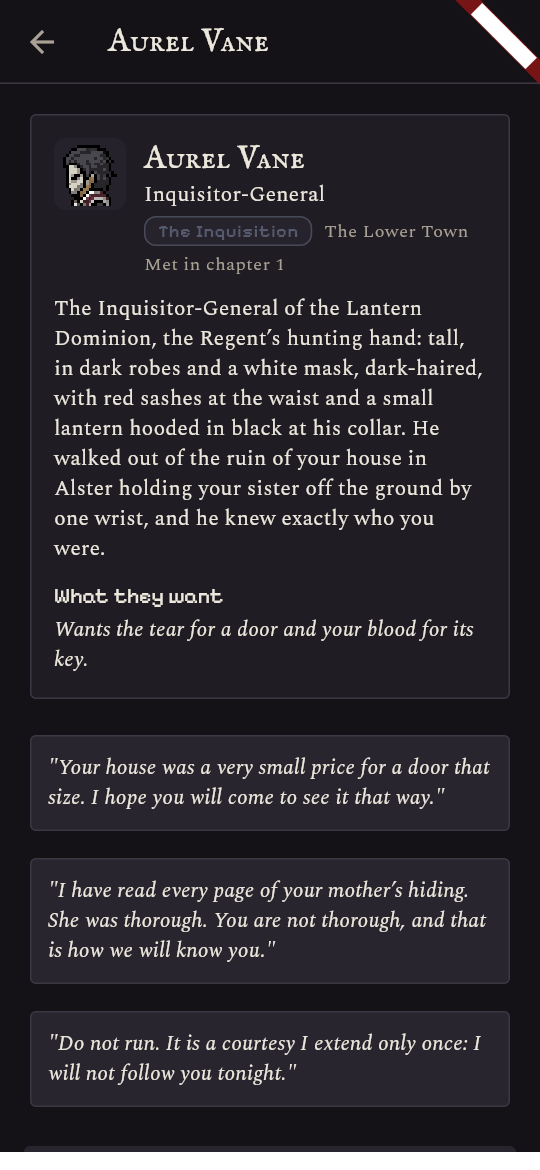 Aurel Vane
Aurel Vane
Inquisitor-General
The Inquisition The Lower Town
Met in chapter 1
The Inquisitor-General of the Lantern
Dominion, the Regent’s hunting hand: tall,
in dark robes and a white mask, dark-haired,
with red sashes at the waist and a small
lantern hooded in black at his collar. He
walked out of the ruin of your house in
Alster holding your sister off the ground by
one wrist, and he knew exactly who you
were.
What they want
Wants the tear for a door and your blood for its
key.
"Your house was a very small price for a door that
size. I hope you will come to see it that way."
"I have read every page of your mother’s hiding.
She was thorough. You are not thorough, and that
is how we will know you."
"Do not run. It is a courtesy I extend only once: I
will not follow you tonight."